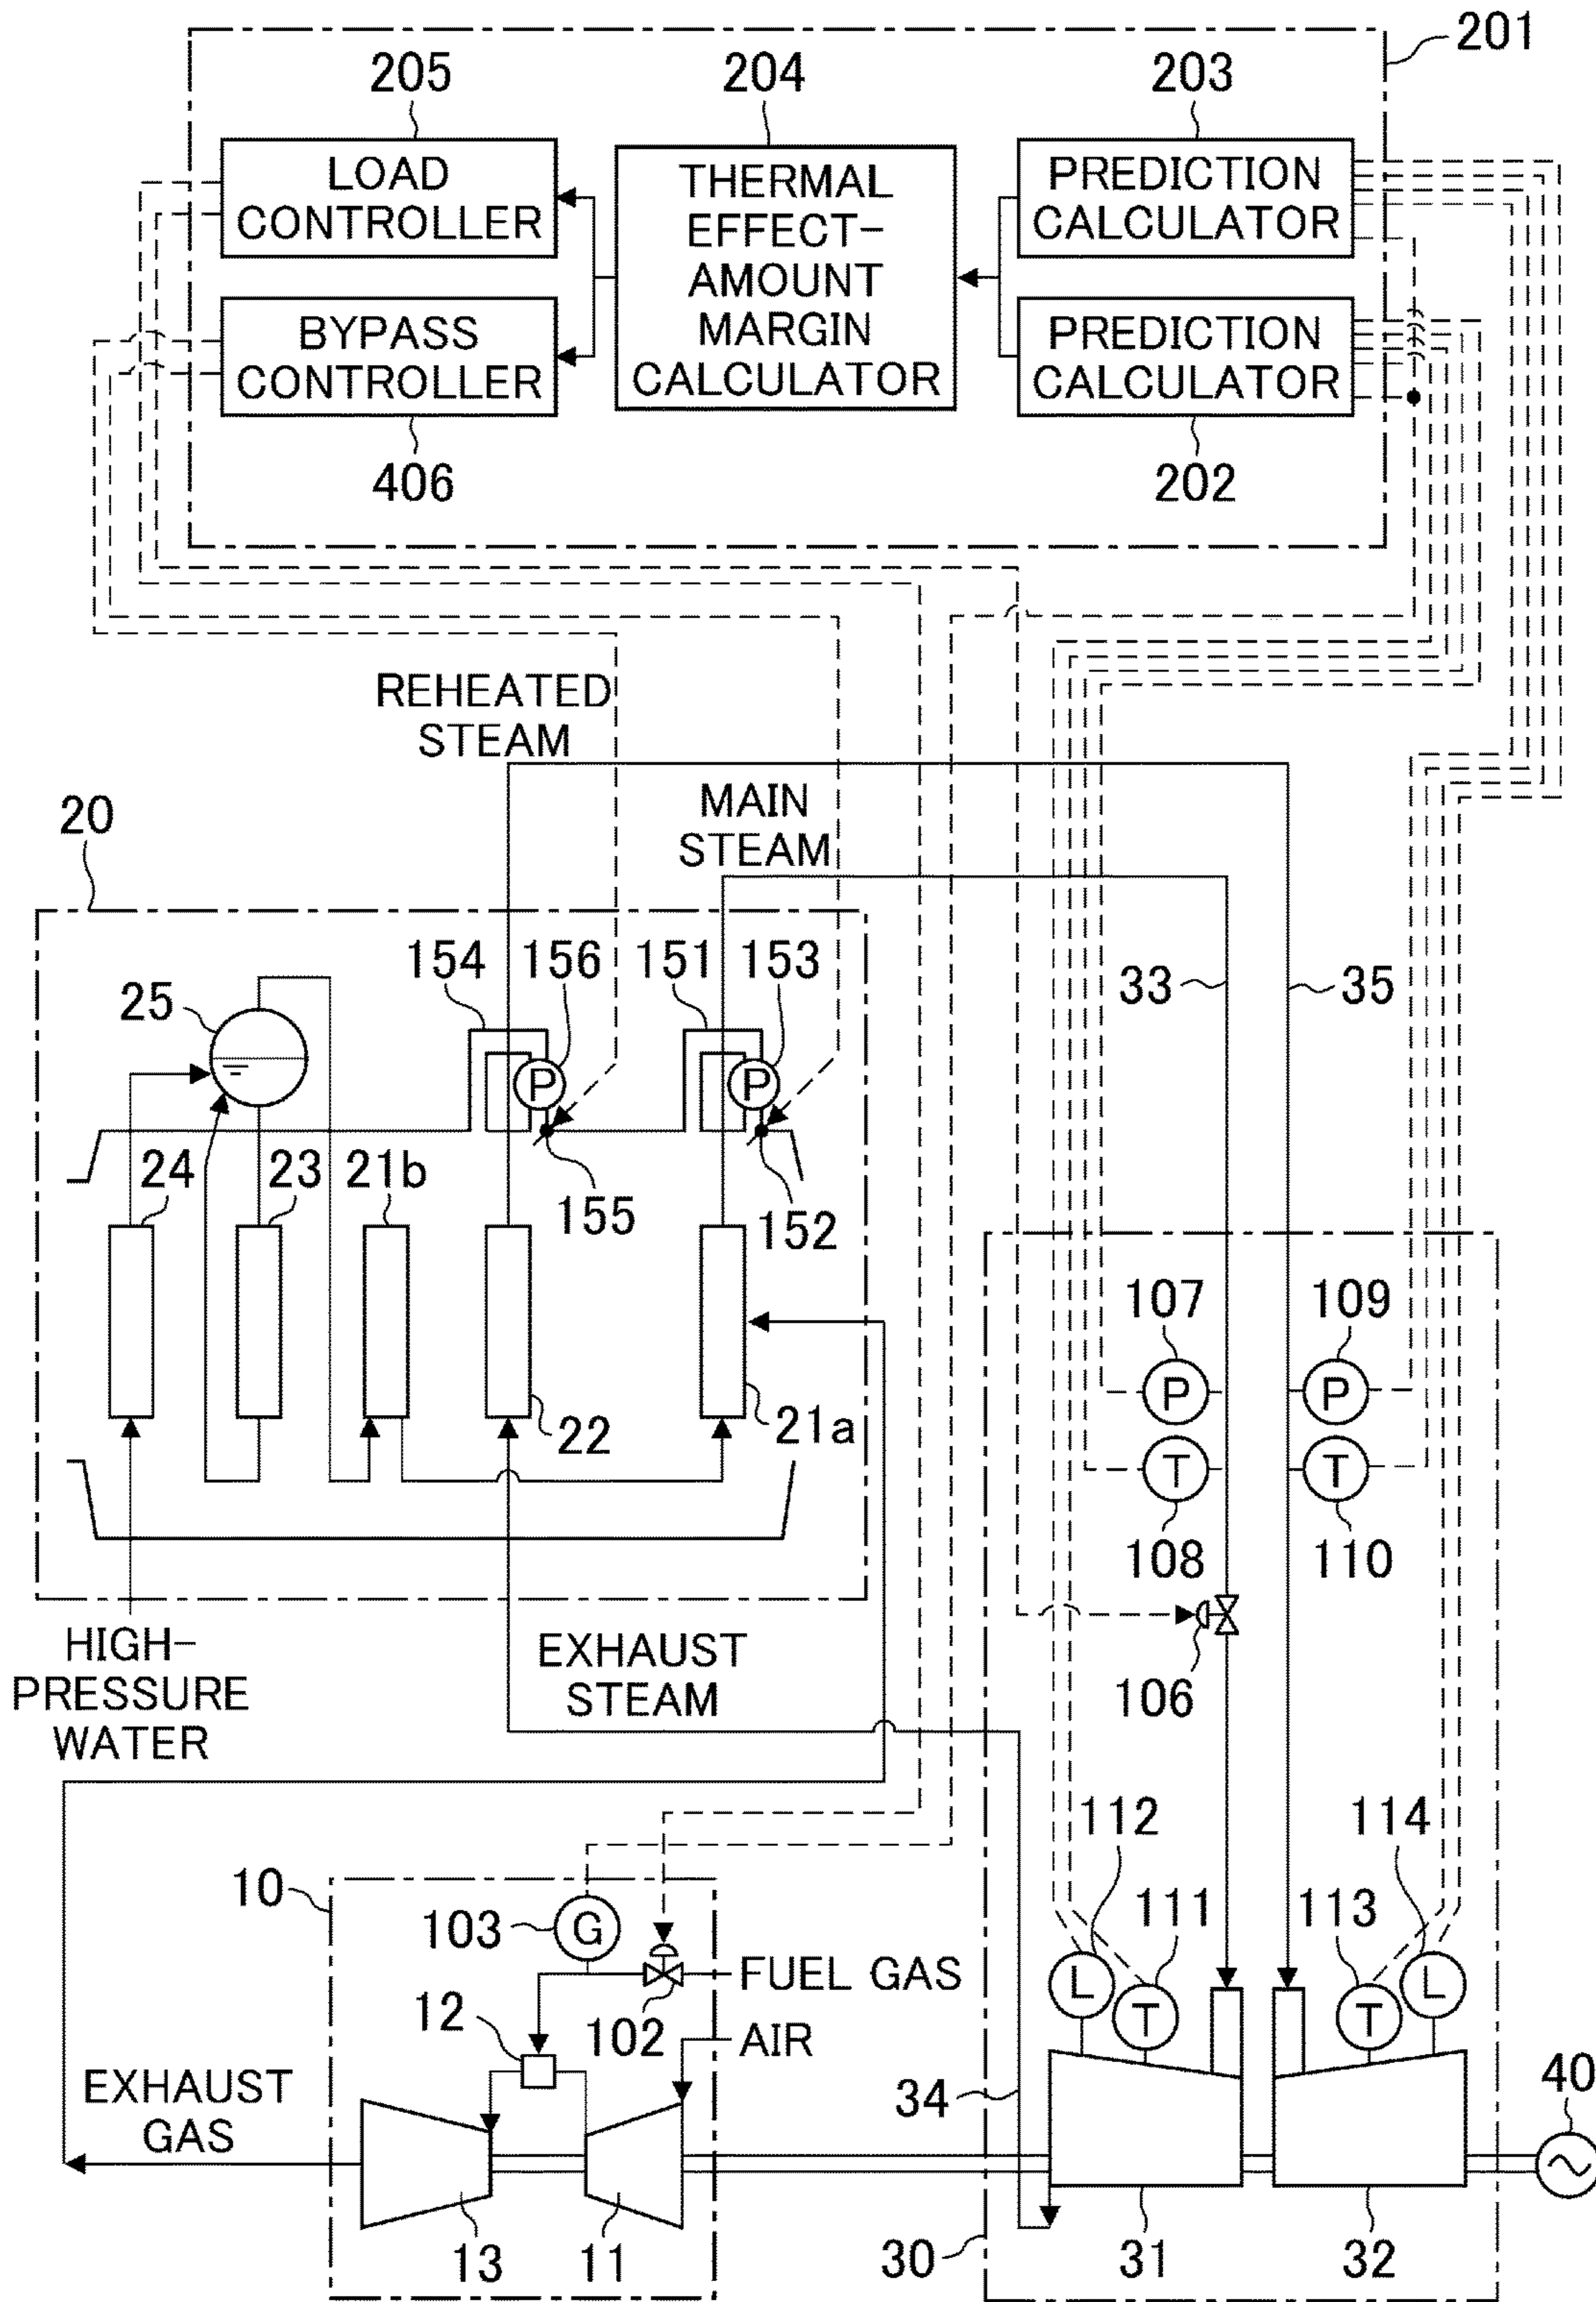 201
205
204
203
LOAD
CONTROLLER
THERMAL
EFFECT-
AMOUNT
MARGIN
CALCULATOR
PREDICTION
CALCULATOR
BYPASS
CONTROLLER
PREDICTION
CALCULATOR
406
202
REHEATED
STEAM
MAIN
STEAM
20
154
156
151
153
33
35
25
P
P
24
23
21b
155
152
107
109
P
P
22
21a
T
T
108
110
HIGH-
PRESSURE
WATER
EXHAUST
STEAM
106
112
114
10
103
G
111
113
FUEL GAS
L
T
T
L
12
102
AIR
EXHAUST
GAS
34
40
13
11
30
31
32